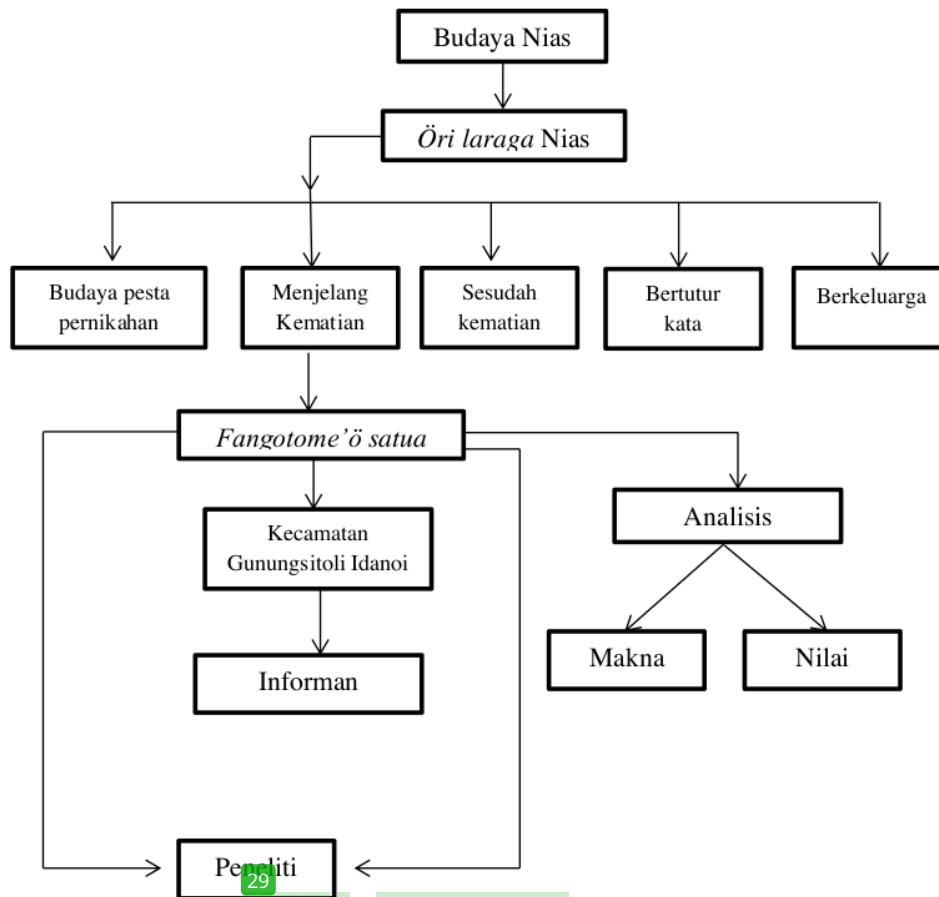 Budaya Nias
Öri laraga Nias
Budaya pesta
pernikahan
Menjelang
Kematian
Sesudah
kematian
Bertutur
kata
Berkeluarga
Fangotome’ö satua
Kecamatan
Gunungsitoli Idanoi
Analisis
Informan
Makna
Nilai
Peneliti
29